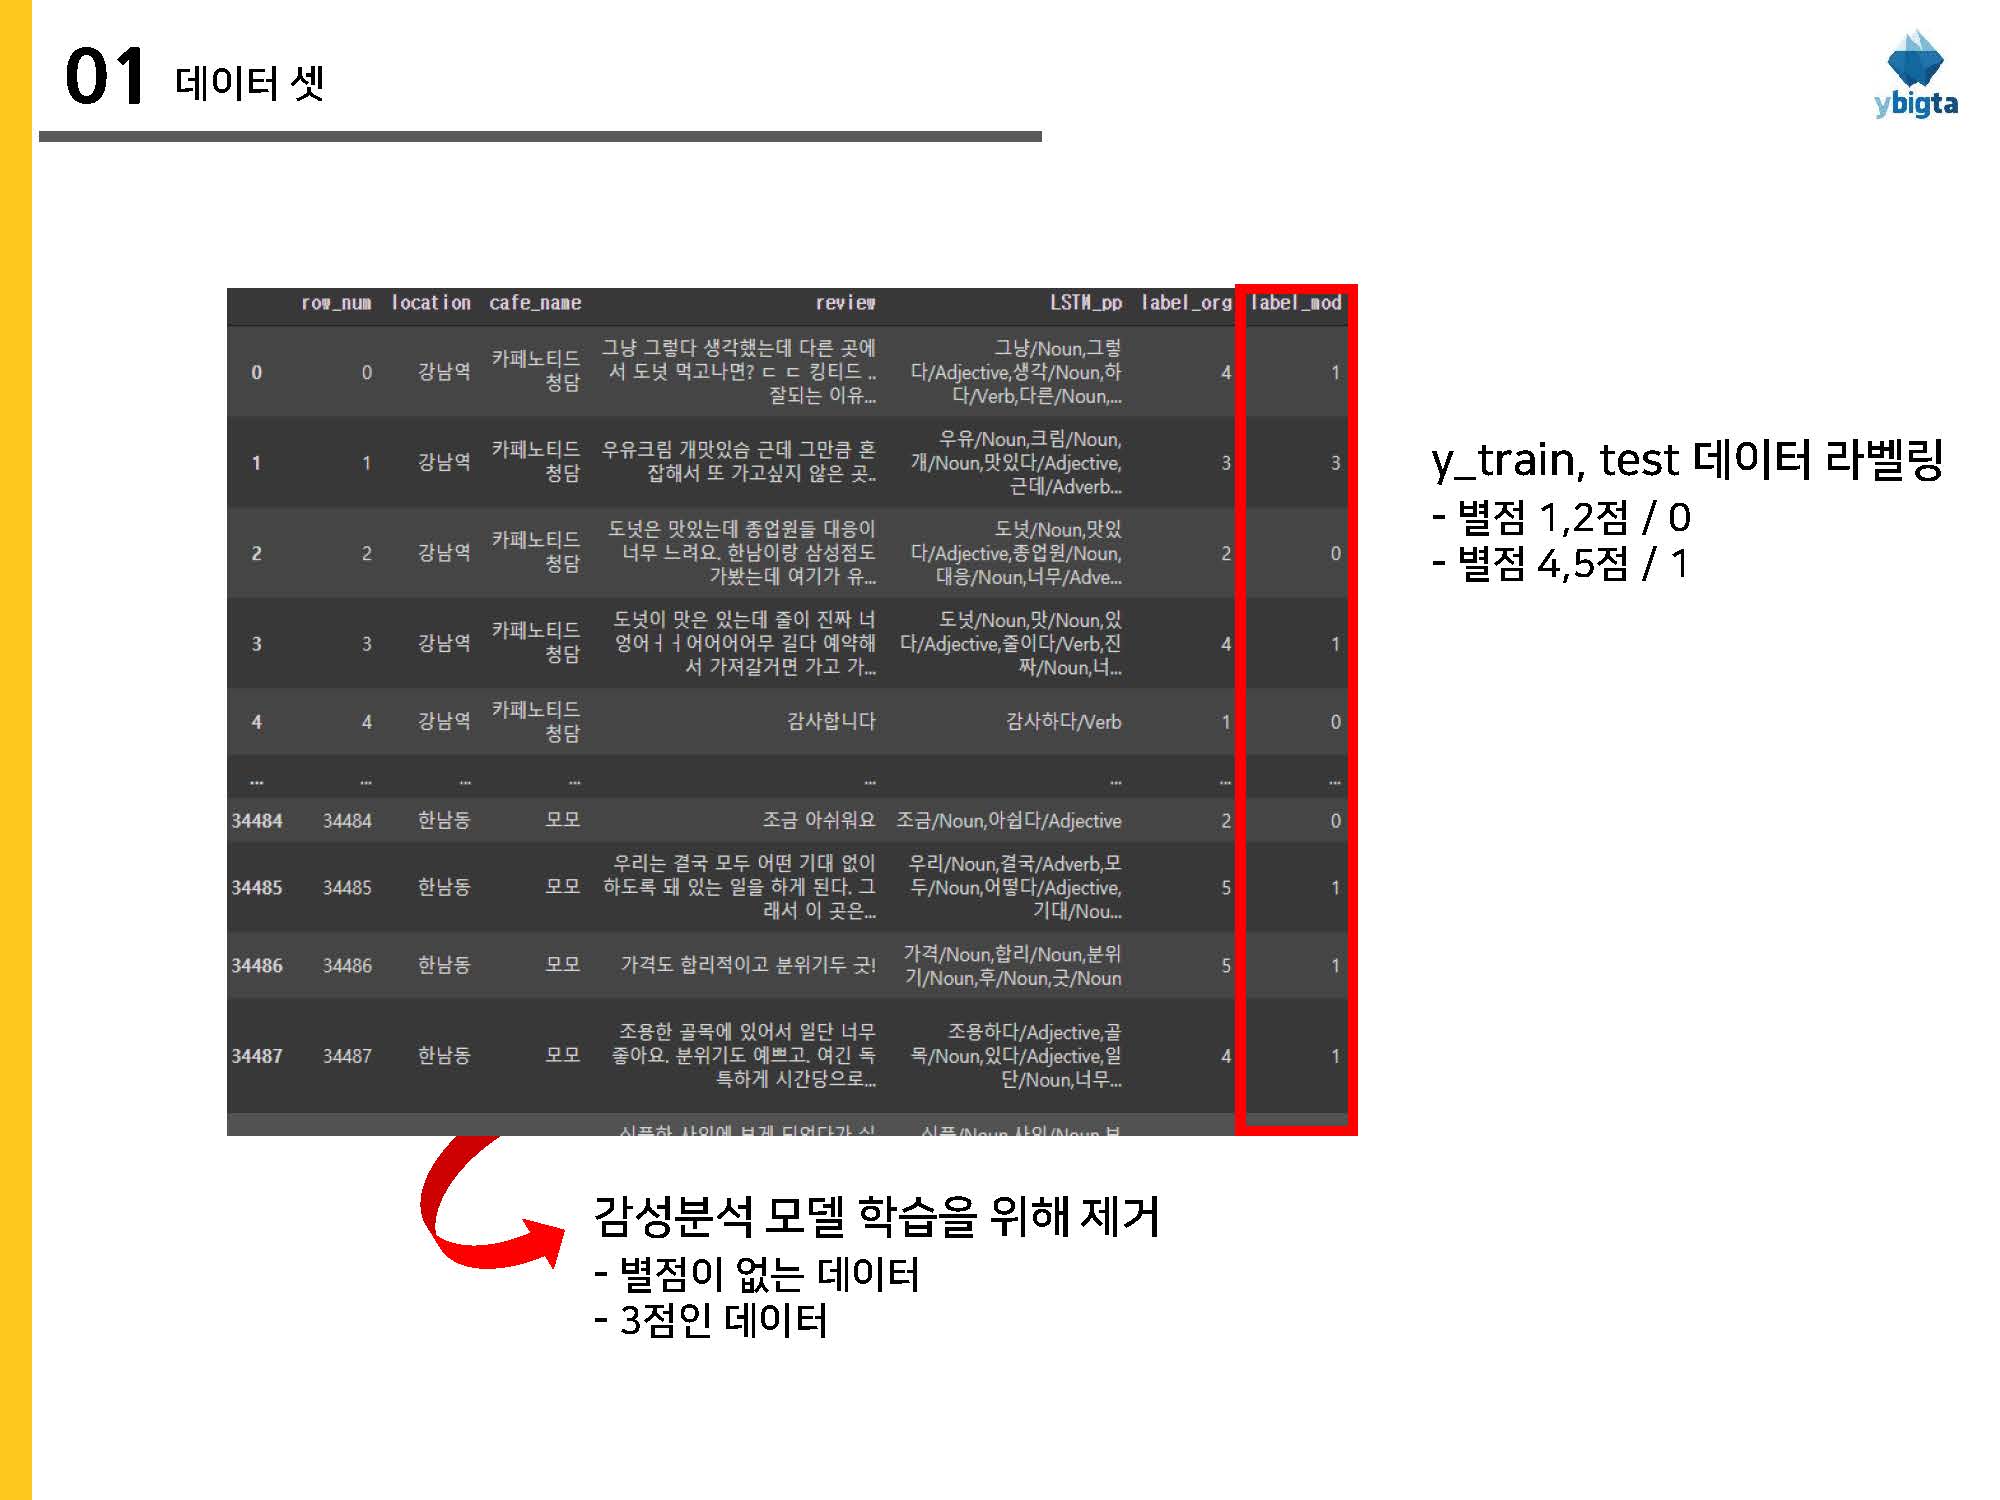 01 데이터 셋
ybigta
row_num location cafe_name review LSTM_pp label_org label_mod
0 0 강남역 카페노티드 청담 그냥 그렇다 생각했는데 다른 곳에 서 도넛 먹고나면? ㄷ ㄷ 킹티드 .. 잘되는 이유... 그냥/Noun,그렇 다/Adjective,생각/Noun,하 다/Verb,다른/Noun,... 4 1
1 1 강남역 카페노티드 청담 우유크림 개맛있슴 근데 그만큼 혼 잡해서 또 가고싶지 않은 곳.. 우유/Noun,크림/Noun, 개/Noun,맛있다/Adjective, 근데/Adverb... 3 3
2 2 강남역 카페노티드 청담 도넛은 맛있는데 종업원들 대응이 너무 느려요. 한남이랑 삼성점도 가봤는데 여기가 유... 도넛/Noun,맛있 다/Adjective,종업원/Noun, 대응/Noun,너무/Adve... 2 0
3 3 강남역 카페노티드 청담 도넛이 맛은 있는데 줄이 진짜 너 엉어ㅓㅓ어어어어무 길다 예약해 서 가져갈거면 가고 가... 도넛/Noun,맛/Noun,있 다/Adjective,줄이다/Verb,진 짜/Noun,너... 4 1
4 4 강남역 카페노티드 청담 감사합니다 감사하다/Verb 1 0
... ... ... ... ... ... ... ...
34484 34484 한남동 모모 조금 아쉬워요 조금/Noun,아쉽다/Adjective 2 0
34485 34485 한남동 모모 우리는 결국 모두 어떤 기대 없이 하도록 돼 있는 일을 하게 된다. 그 래서 이 곳은... 우리/Noun,결국/Adverb,모 두/Noun,어떻다/Adjective, 기대/Nou... 5 1
34486 34486 한남동 모모 가격도 합리적이고 분위기두 굿! 가격/Noun,합리/Noun,분위 기/Noun,후/Noun,굿/Noun 5 1
34487 34487 한남동 모모 조용한 골목에 있어서 일단 너무 좋아요. 분위기도 예쁘고. 여긴 독 특하게 시간당으로... 조용하다/Adjective,골 목/Noun,있다/Adjective,일 단/Noun,너무... 4 1
y_train, test 데이터 라벨링
- 별점 1,2점 / 0
- 별점 4,5점 / 1
감성분석 모델 학습을 위해 제거
- 별점이 없는 데이터
- 3점인 데이터